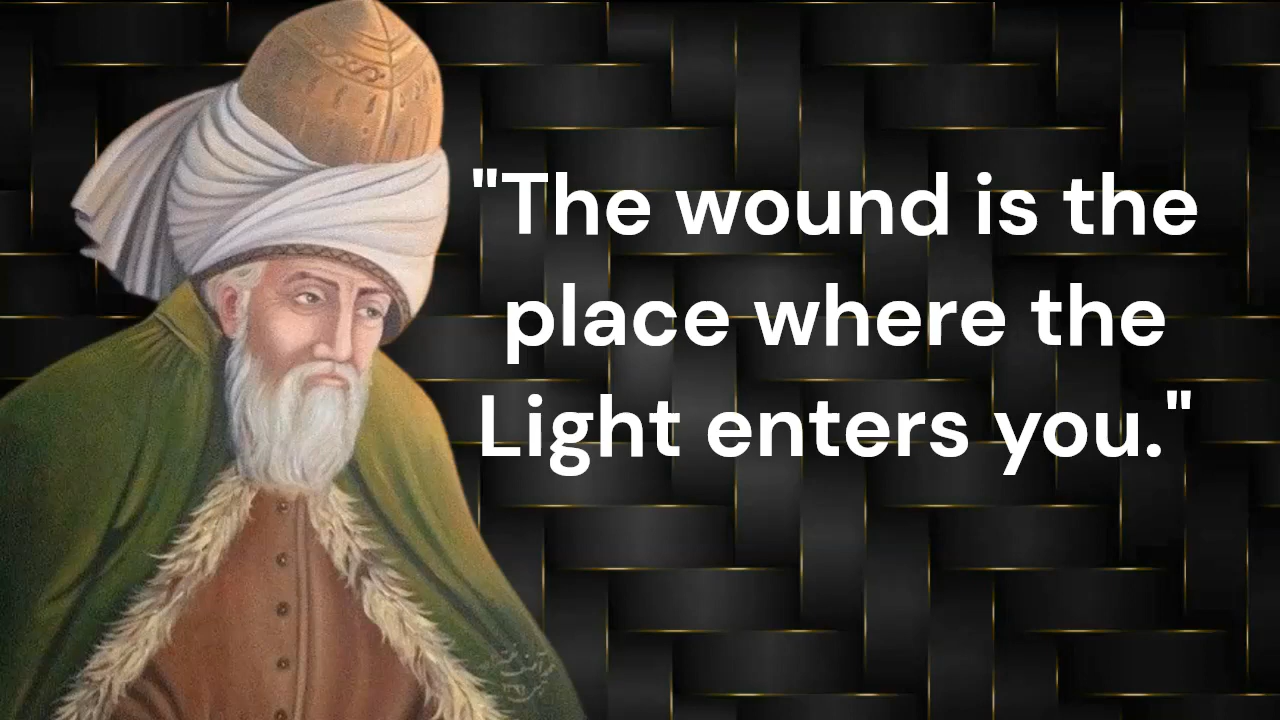 "The wound is the
place where the
Light enters you."